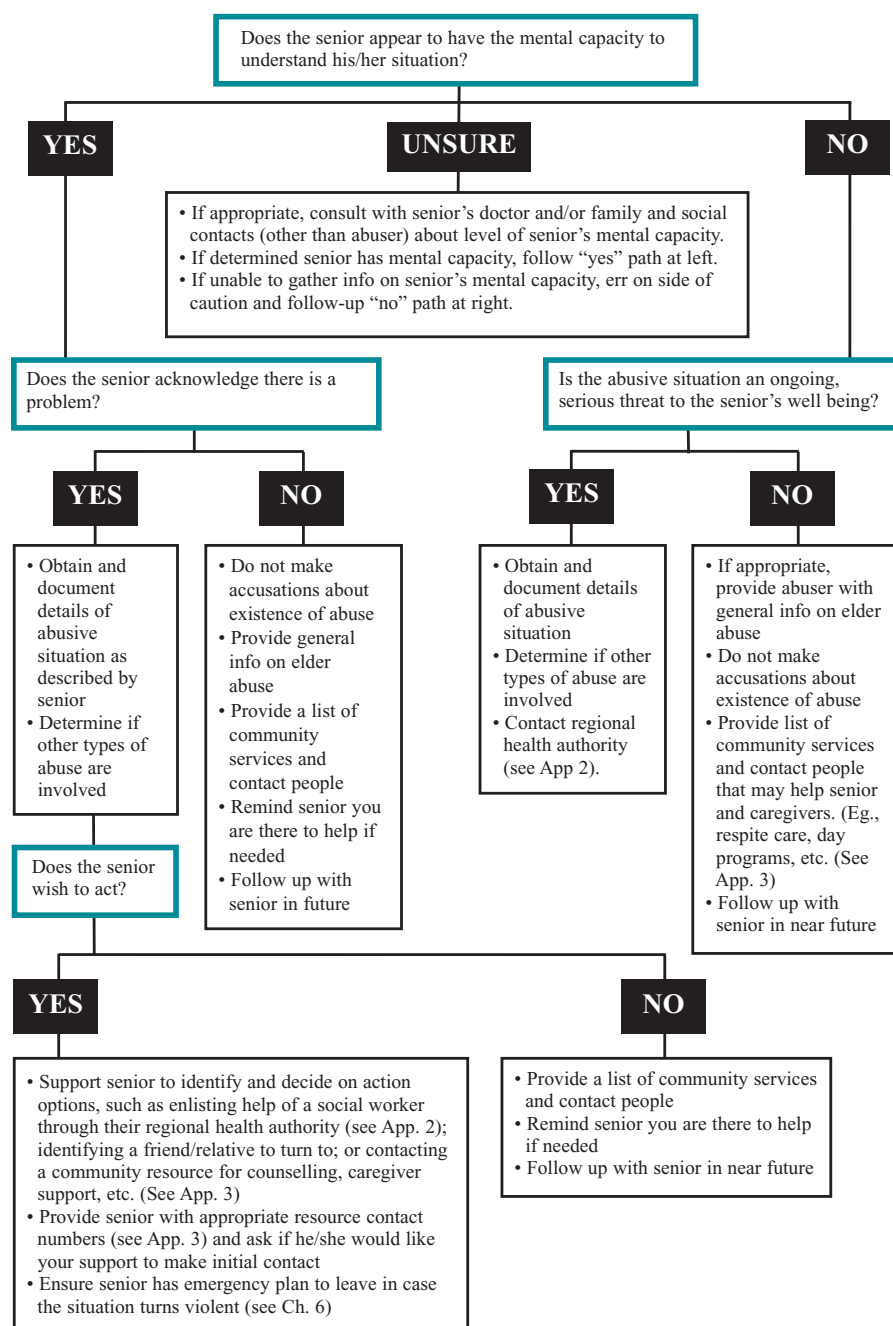 Does the senior appear to have the mental capacity to
understand his/her situation?
YES
UNSURE
NO
• If appropriate, consult with senior’s doctor and/or family and social
contacts (other than abuser) about level of senior’s mental capacity.
• If determined senior has mental capacity, follow “yes” path at left.
• If unable to gather info on senior’s mental capacity, err on side of
caution and follow-up “no” path at right.
Does the senior acknowledge there is a
problem?
Is the abusive situation an ongoing,
serious threat to the senior’s well being?
YES
NO
YES
NO
• Obtain and
document
details of
abusive
situation as
described by
senior
• Determine if
other types of
abuse are
involved
• Do not make
accusations about
existence of abuse
• Provide general
info on elder
abuse
• Provide a list of
community
services and
contact people
• Remind senior you
are there to help if
needed
• Follow up with
senior in future
• Obtain and
document details
of abusive
situation
• Determine if other
types of abuse are
involved
• Contact regional
health authority
(see App 2).
• If appropriate,
provide abuser with
general info on elder
abuse
• Do not make
accusations about
existence of abuse
• Provide list of
community services
and contact people
that may help senior
and caregivers. (Eg.,
respite care, day
programs, etc. (See
App. 3)
• Follow up with
senior in near future
Does the senior
wish to act?
YES
NO
• Support senior to identify and decide on action
options, such as enlisting help of a social worker
through their regional health authority (see App. 2);
identifying a friend/relative to turn to; or contacting
a community resource for counselling, caregiver
support, etc. (See App. 3)
• Provide senior with appropriate resource contact
numbers (see App. 3) and ask if he/she would like
your support to make initial contact
• Ensure senior has emergency plan to leave in case
the situation turns violent (see Ch. 6)
• Provide a list of community services
and contact people
• Remind senior you are there to help
if needed
• Follow up with senior in near future